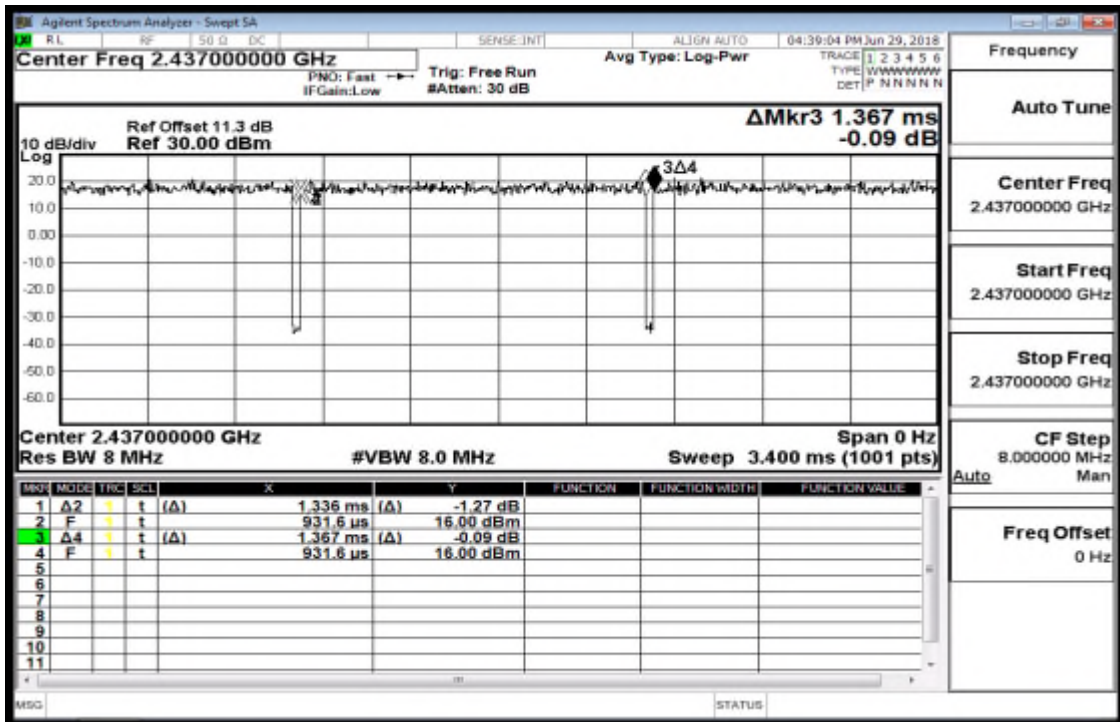 Agilent Spectrum Analyzer - Swept SA
RL RF 50 Ω DC SENSE:INT ALIGN AUTO 04:39:04 PM Jun 29, 2018
Center Freq 2.437000000 GHz Avg Type: Log-Pwr TRACE 1 2 3 4 5 6
PNO: Fast Trig: Free Run TYPE WWWWWW
IFGain:Low #Atten: 30 dB DET P N N N N N
ΔMkr3 1.367 ms
Ref Offset 11.3 dB
10 dB/div Ref 30.00 dBm -0.09 dB
Log
3Δ4
20.0
10.0
0.00
-10.0
-20.0
-30.0
-40.0
-50.0
-60.0
Center 2.437000000 GHz Span 0 Hz
Res BW 8 MHz #VBW 8.0 MHz Sweep 3.400 ms (1001 pts)
MKR MODE TRC SCL X Y FUNCTION FUNCTION WIDTH FUNCTION VALUE
1 Δ2 1 t (Δ) 1.336 ms (Δ) -1.27 dB
2 F 1 t 931.6 µs 16.00 dBm
3 Δ4 1 t (Δ) 1.367 ms (Δ) -0.09 dB
4 F 1 t 931.6 µs 16.00 dBm
5
6
7
8
9
10
11
MSG STATUS
Frequency
Auto Tune
Center Freq
2.437000000 GHz
Start Freq
2.437000000 GHz
Stop Freq
2.437000000 GHz
CF Step
8.000000 MHz
Auto Man
Freq Offset
0 Hz